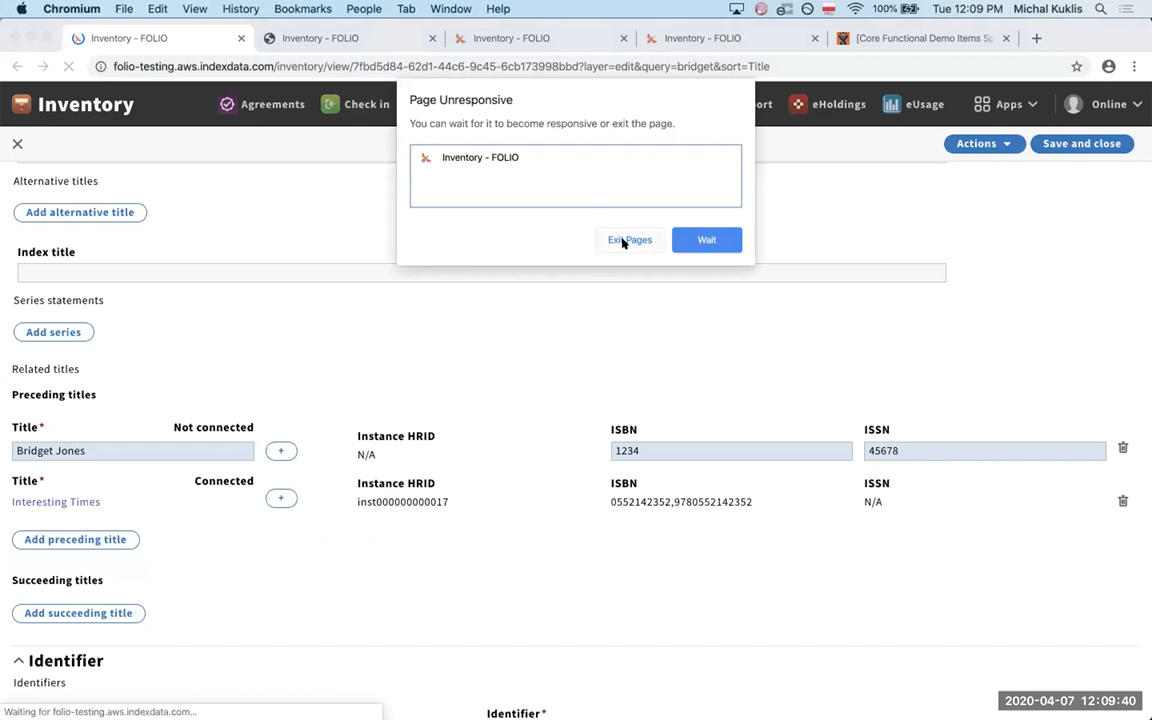 Chromium File Edit View History Bookmarks People Tab Window Help 100% Tue 12:09 PM Michal Kuklis
Inventory - FOLIO Inventory - FOLIO Inventory - FOLIO Inventory - FOLIO [Core Functional Demo Items Sp
folio-testing.aws.indexdata.com/inventory/view/7fbd5d84-62d1-44c6-9c45-6cb173998bbd?layer=edit&query=bridget&sort=Title
Inventory Agreements Check in ort eHoldings eUsage Apps Online
Page Unresponsive
You can wait for it to become responsive or exit the page.
Inventory - FOLIO
Exit Pages Wait
Actions Save and close
Alternative titles
Add alternative title
Index title
Series statements
Add series
Related titles
Preceding titles
Title* Not connected Instance HRID ISBN ISSN
Bridget Jones + N/A 1234 45678
Title* Connected Instance HRID ISBN ISSN
Interesting Times + inst000000000017 0552142352,9780552142352 N/A
Add preceding title
Succeeding titles
Add succeeding title
Identifier
Identifiers
Identifier*
Waiting for folio-testing.aws.indexdata.com...
2020-04-07 12:09:40